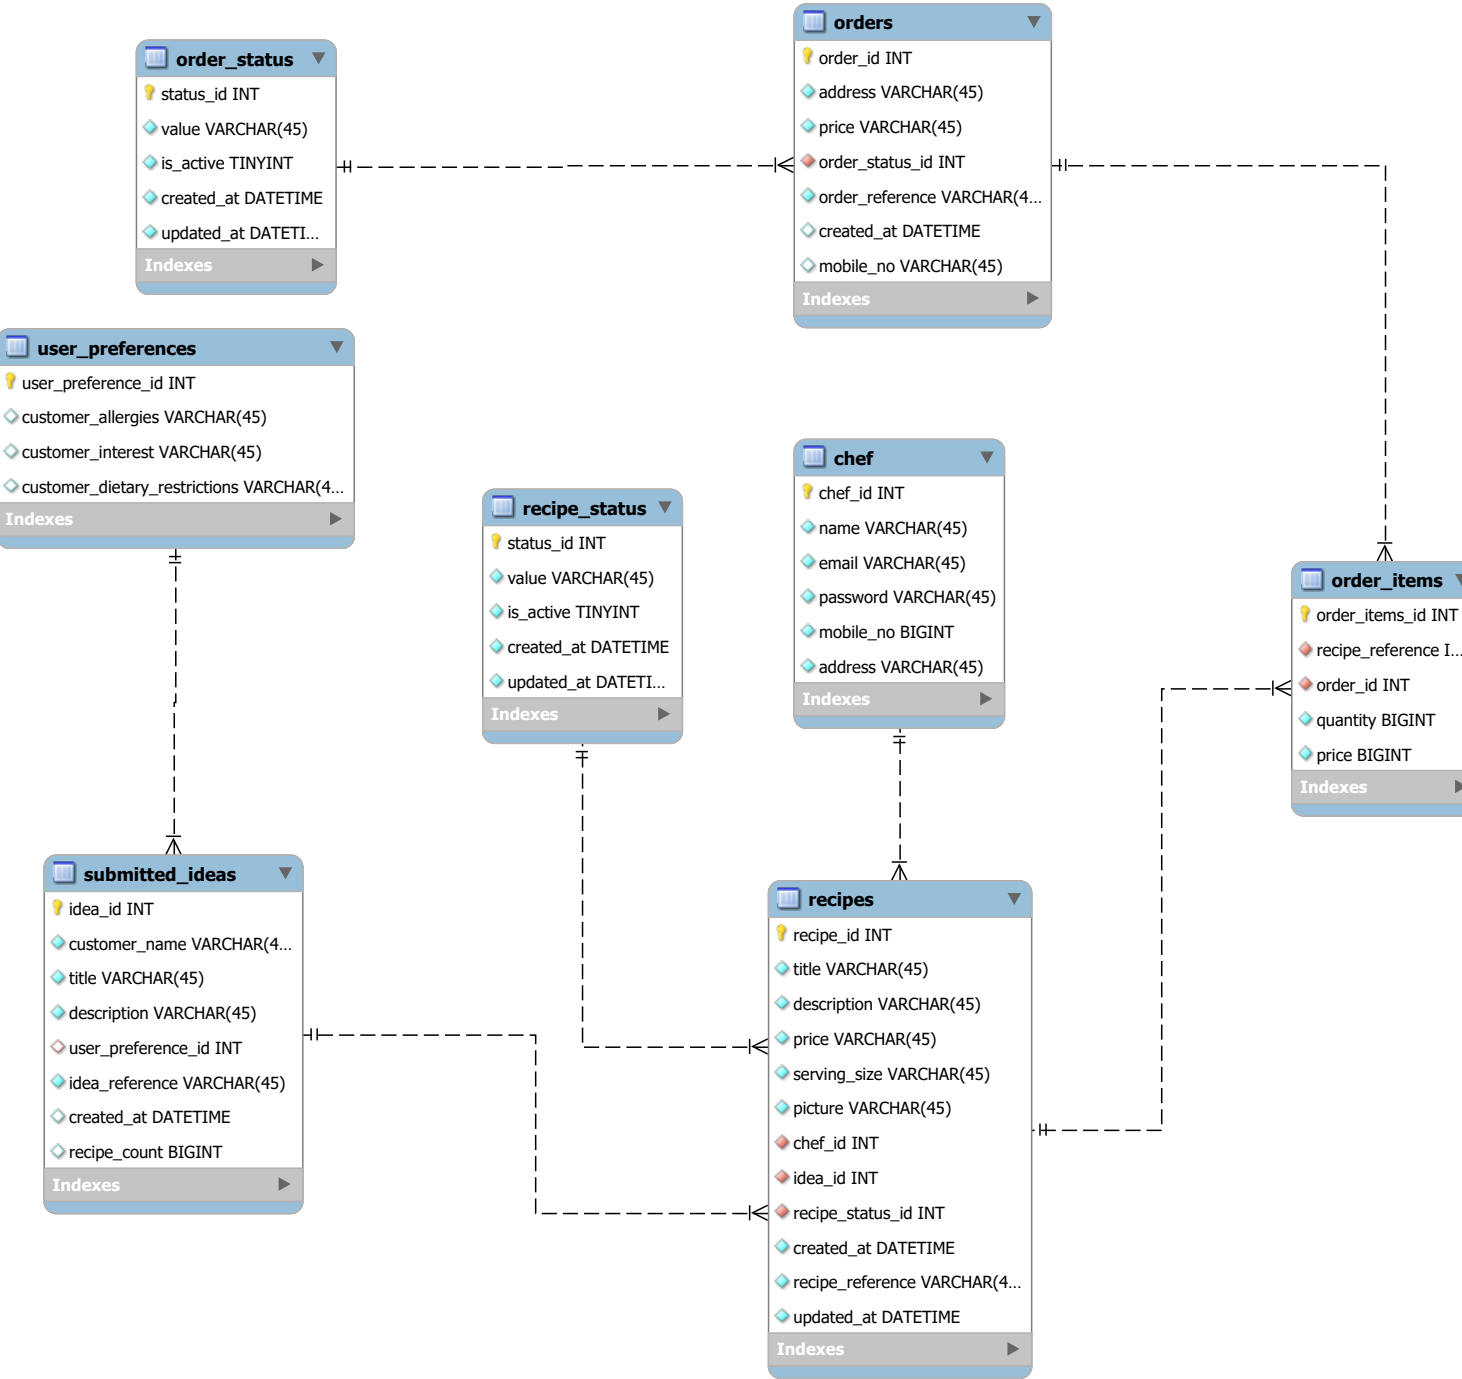 order_status
status_id INT
value VARCHAR(45)
is_active TINYINT
created_at DATETIME
updated_at DATETI...
Indexes
orders
order_id INT
address VARCHAR(45)
price VARCHAR(45)
order_status_id INT
order_reference VARCHAR(4...
created_at DATETIME
mobile_no VARCHAR(45)
Indexes
user_preferences
user_preference_id INT
customer_allergies VARCHAR(45)
customer_interest VARCHAR(45)
customer_dietary_restrictions VARCHAR(4...
Indexes
recipe_status
status_id INT
value VARCHAR(45)
is_active TINYINT
created_at DATETIME
updated_at DATETI...
Indexes
chef
chef_id INT
name VARCHAR(45)
email VARCHAR(45)
password VARCHAR(45)
mobile_no BIGINT
address VARCHAR(45)
Indexes
order_items
order_items_id INT
recipe_reference I...
order_id INT
quantity BIGINT
price BIGINT
Indexes
submitted_ideas
idea_id INT
customer_name VARCHAR(4...
title VARCHAR(45)
description VARCHAR(45)
user_preference_id INT
idea_reference VARCHAR(45)
created_at DATETIME
recipe_count BIGINT
Indexes
recipes
recipe_id INT
title VARCHAR(45)
description VARCHAR(45)
price VARCHAR(45)
serving_size VARCHAR(45)
picture VARCHAR(45)
chef_id INT
idea_id INT
recipe_status_id INT
created_at DATETIME
recipe_reference VARCHAR(4...
updated_at DATETIME
Indexes